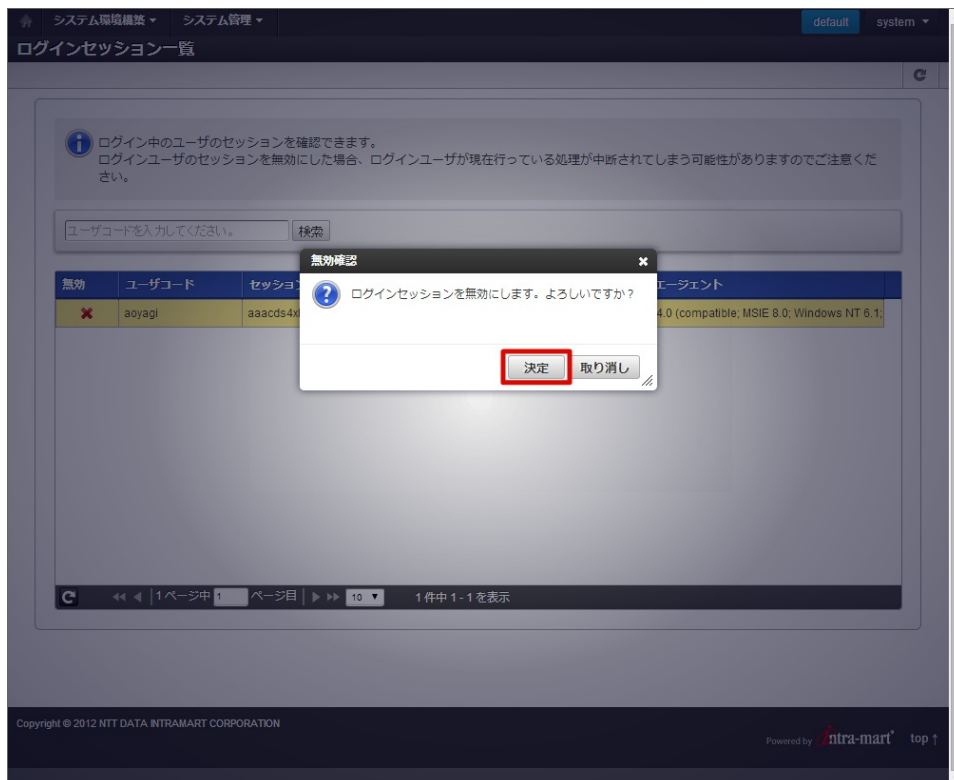 システム環境構築 ▼ システム管理 ▼ default system ▼
ログインセッション一覧
ログイン中のユーザのセッションを確認できます。
ログインユーザのセッションを無効にした場合、ログインユーザが現在行っている処理が中断されてしまう可能性がありますのでご注意くだ
さい。
ユーザコードを入力してください。 検索
無効確認
ログインセッションを無効にします。よろしいですか？
決定 取り消し
無効 ユーザコード セッション エージェント
aoyagi aaacds4x 4.0 (compatible; MSIE 8.0; Windows NT 6.1;
1ページ中 1 ページ目 10 ▼ 1件中 1 - 1 を表示
Copyright © 2012 NTT DATA INTRAMART CORPORATION
Powered by intra-mart top ↑